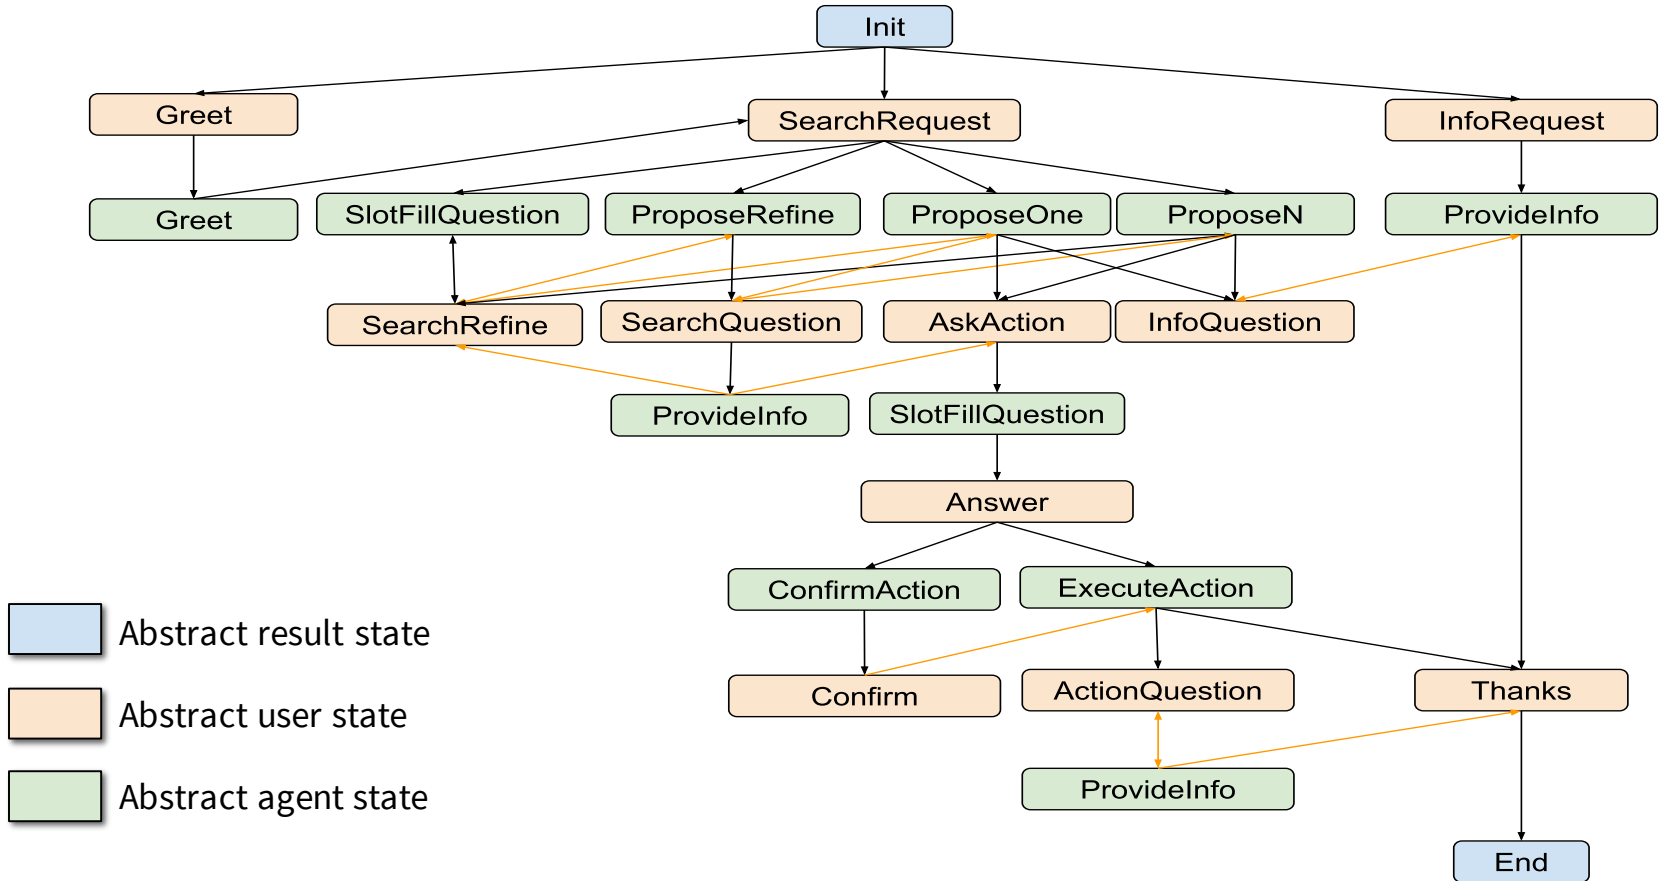 Init
Greet
SearchRequest
InfoRequest
Greet
SlotFillQuestion
ProposeRefine
ProposeOne
ProposeN
ProvideInfo
SearchRefine
SearchQuestion
AskAction
InfoQuestion
ProvideInfo
SlotFillQuestion
Answer
ConfirmAction
ExecuteAction
Confirm
ActionQuestion
Thanks
ProvideInfo
End
Abstract result state
Abstract user state
Abstract agent state